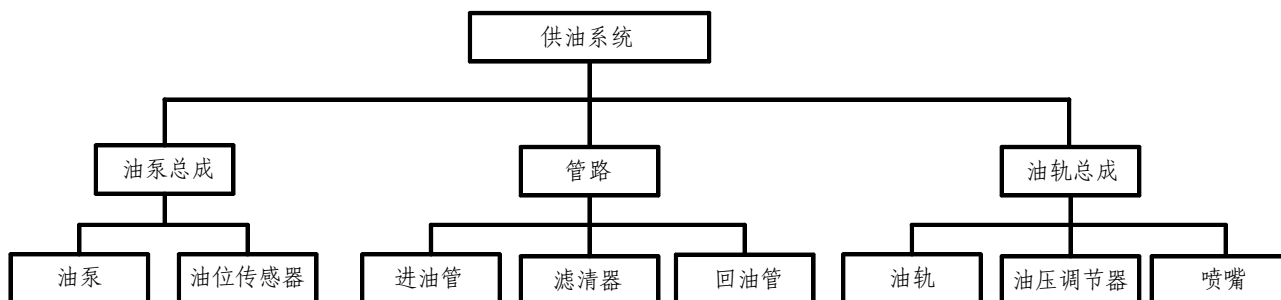 供油系统
油泵总成
管路
油轨总成
油泵
油位传感器
进油管
滤清器
回油管
油轨
油压调节器
喷嘴